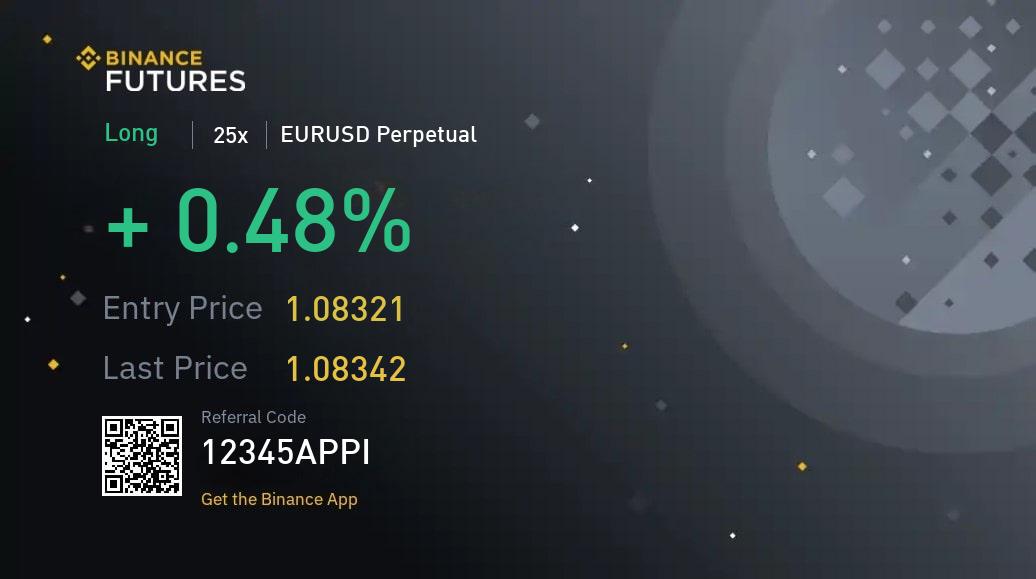 BINANCE
FUTURES
Long | 25x | EURUSD Perpetual
+ 0.48%
Entry Price 1.08321
Last Price 1.08342
Referral Code
12345APPI
Get the Binance App